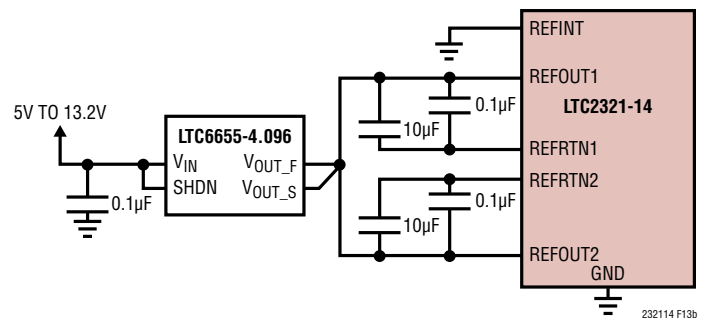 REFINT
REFOUT1
LTC2321-14
0.1µF
10µF
REFRTN1
5V TO 13.2V
LTC6655-4.096
VIN
VOUT_F
SHDN
VOUT_S
0.1µF
REFRTN2
0.1µF
10µF
REFOUT2
GND
232114 F13b